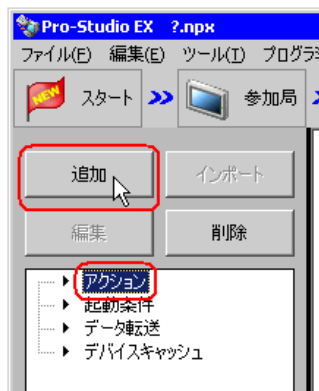 Pro-Studio EX ?.npx
ファイル(F) 編集(E) ツール(T) プログラ
NEW スタート 参加局
追加 インポート
編集 削除
アクション
起動条件
データ転送
デバイスキャッシュ